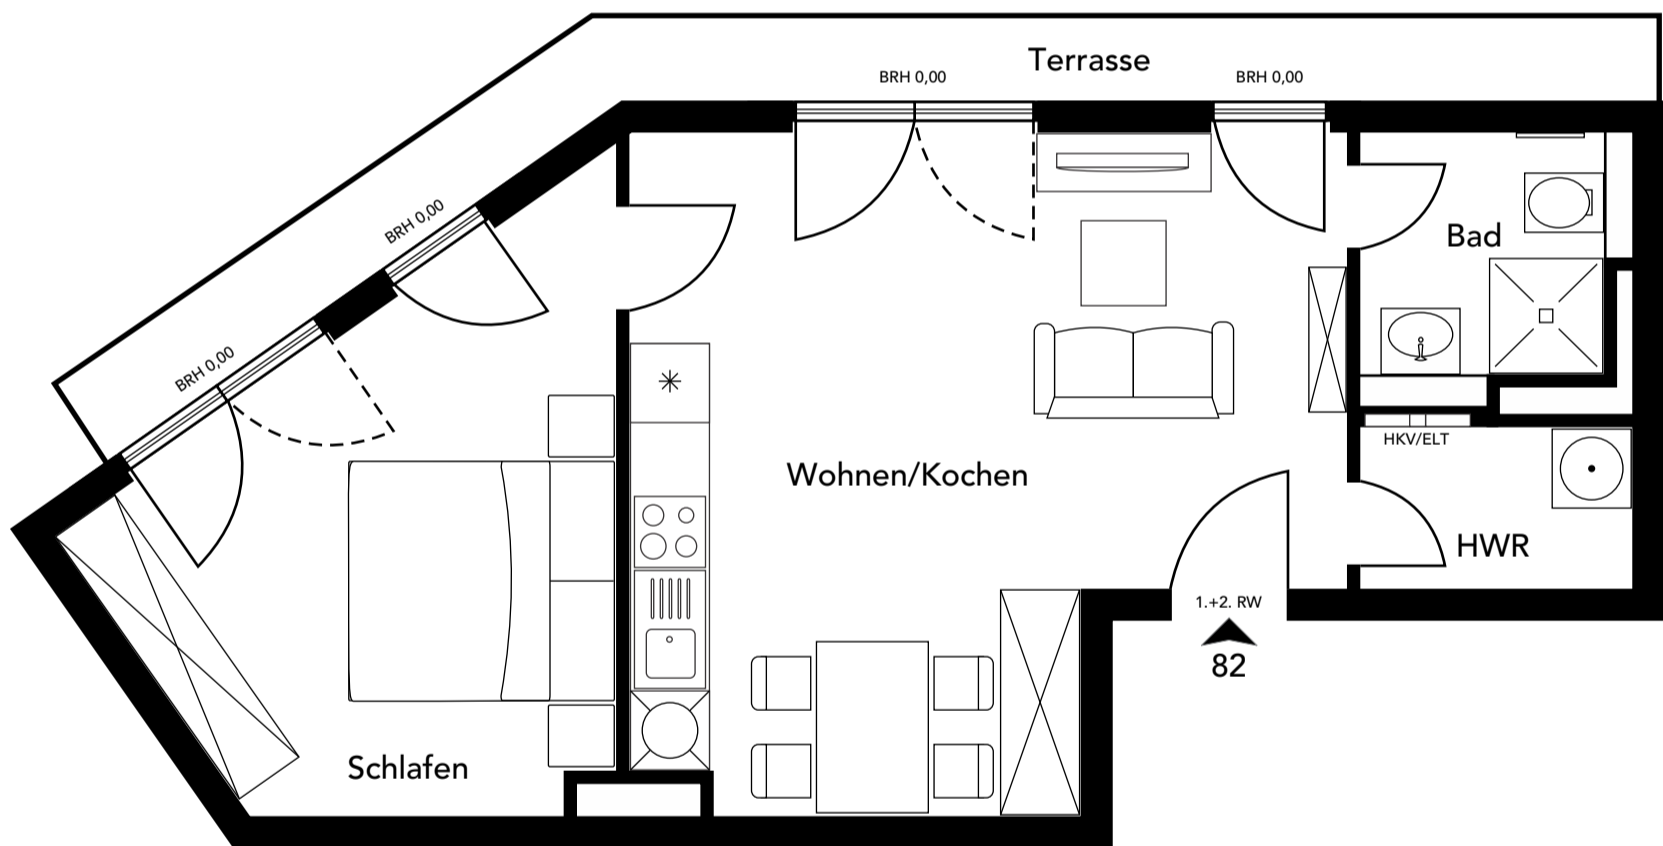 Terrasse
BRH 0,00
BRH 0,00
BRH 0,00
BRH 0,00
Bad
HKV/ELT
Wohnen/Kochen
HWR
1.+2. RW
82
Schlafen